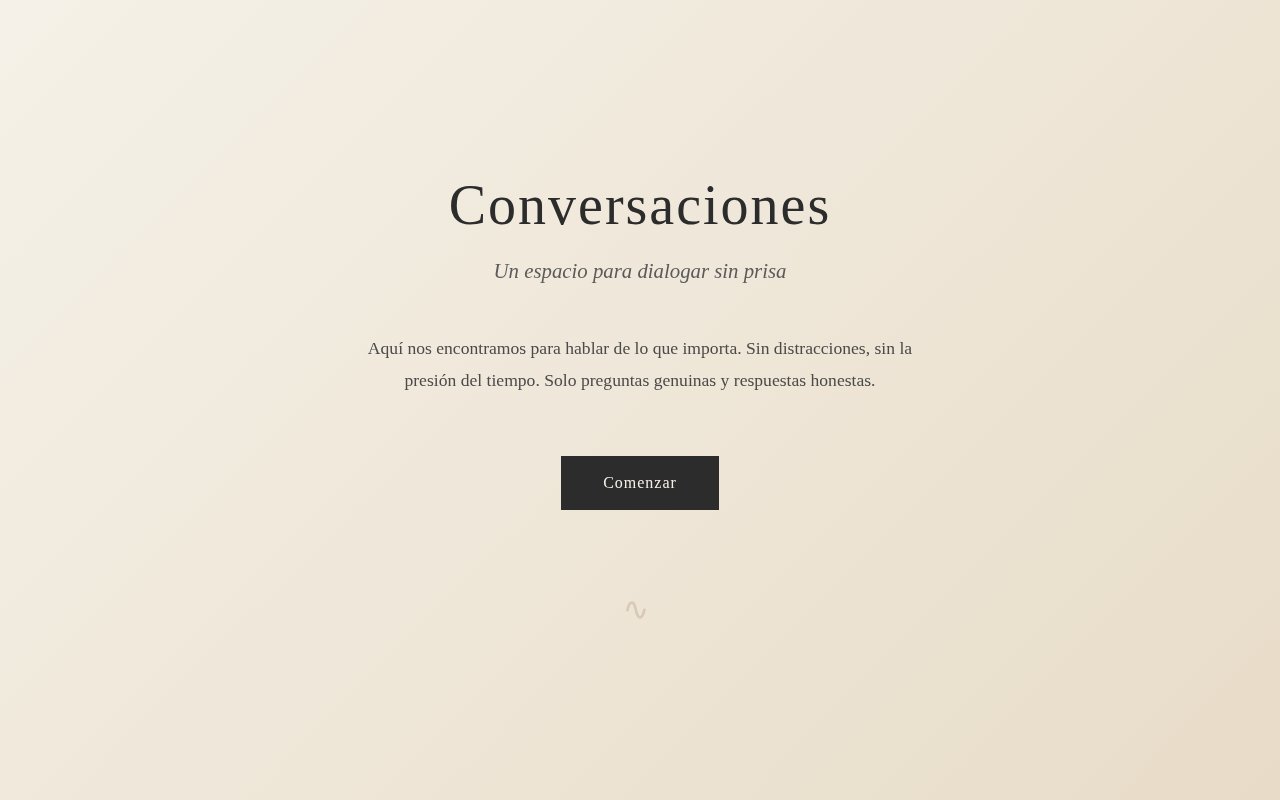 Conversaciones
Un espacio para dialogar sin prisa
Aquí nos encontramos para hablar de lo que importa. Sin distracciones, sin la
presión del tiempo. Solo preguntas genuinas y respuestas honestas.
Comenzar
∿